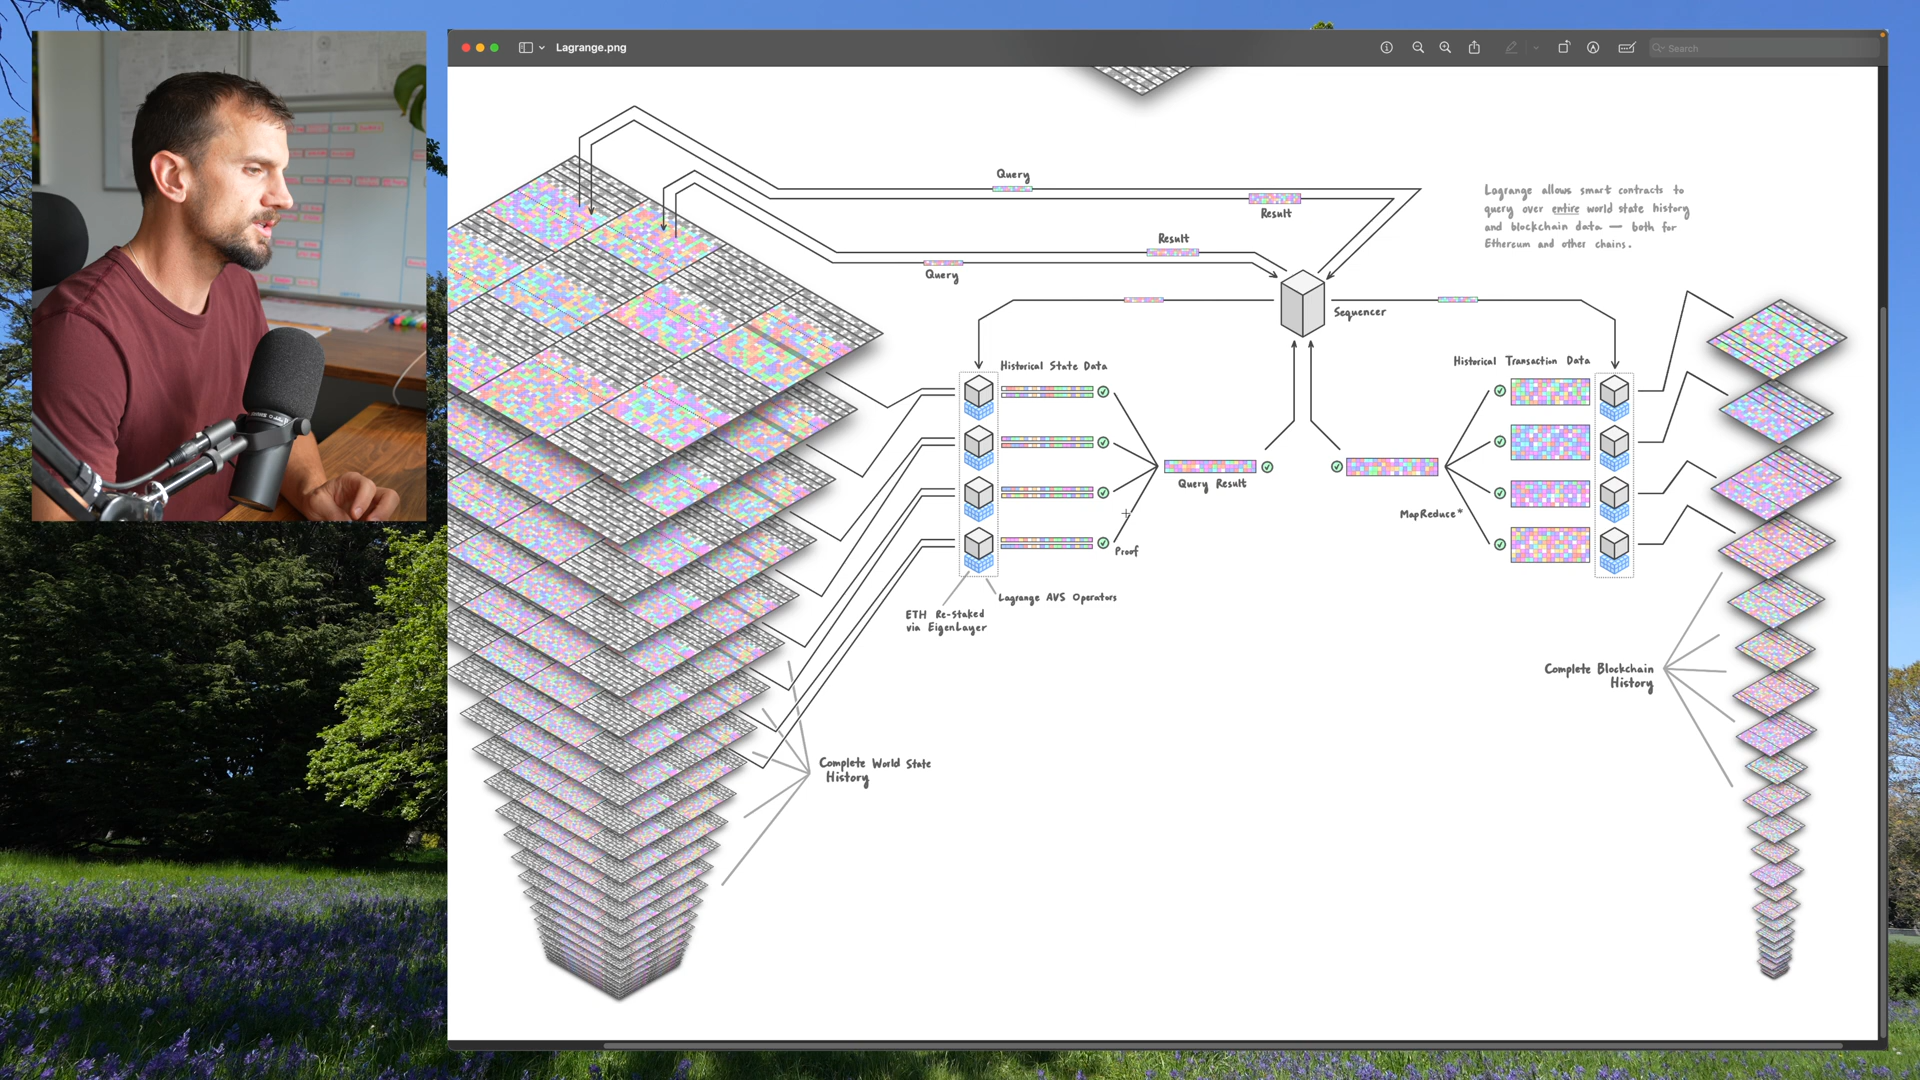 Lagrange.png
Search
Query
Result
Result
Query
Lagrange allows smart contracts to
query over entire world state history
and blockchain data — both for
Ethereum and other chains.
Sequencer
Historical State Data
Historical Transaction Data
Query Result
MapReduce*
Proof
Lagrange AVS Operators
ETH Re-staked
via EigenLayer
Complete World State
History
Complete Blockchain
History